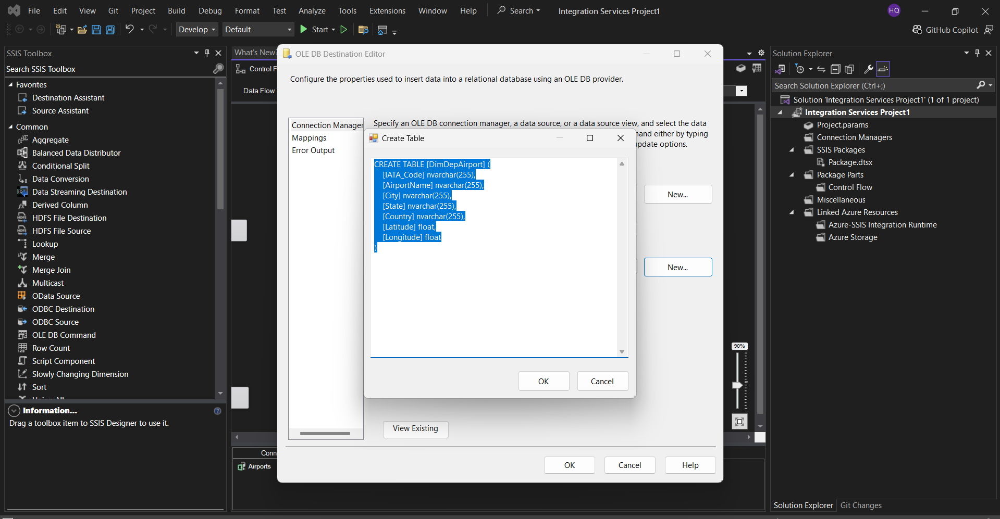 File Edit View Git Project Build Debug Format Test Analyze Tools Extensions Window Help Search Integration Services Project1 HQ
Develop Default Start GitHub Copilot
SSIS Toolbox
Search SSIS Toolbox
Favorites
Destination Assistant
Source Assistant
Common
Aggregate
Balanced Data Distributor
Conditional Split
Data Conversion
Data Streaming Destination
Derived Column
HDFS File Destination
HDFS File Source
Lookup
Merge
Merge Join
Multicast
OData Source
ODBC Destination
ODBC Source
OLE DB Command
Row Count
Script Component
Slowly Changing Dimension
Sort
Union All
Information...
Drag a toolbox item to SSIS Designer to use it.
What's New?
Control F
Data Flow
OLE DB Destination Editor
Configure the properties used to insert data into a relational database using an OLE DB provider.
Connection Manager
Mappings
Error Output
Specify an OLE DB connection manager, a data source, or a data source view, and select the data
mand either by typing
update options.
Create Table
CREATE TABLE [DimDepAirport] (
[IATA_Code] nvarchar(255),
[AirportName] nvarchar(255),
[City] nvarchar(255),
[State] nvarchar(255),
[Country] nvarchar(255),
[Latitude] float,
[Longitude] float
)
OK Cancel
New...
New...
View Existing
OK Cancel Help
90%
Conn
Airports
Solution Explorer
Search Solution Explorer (Ctrl+;)
Solution 'Integration Services Project1' (1 of 1 project)
Integration Services Project1
Project.params
Connection Managers
SSIS Packages
Package.dtsx
Package Parts
Control Flow
Miscellaneous
Linked Azure Resources
Azure-SSIS Integration Runtime
Azure Storage
Solution Explorer Git Changes